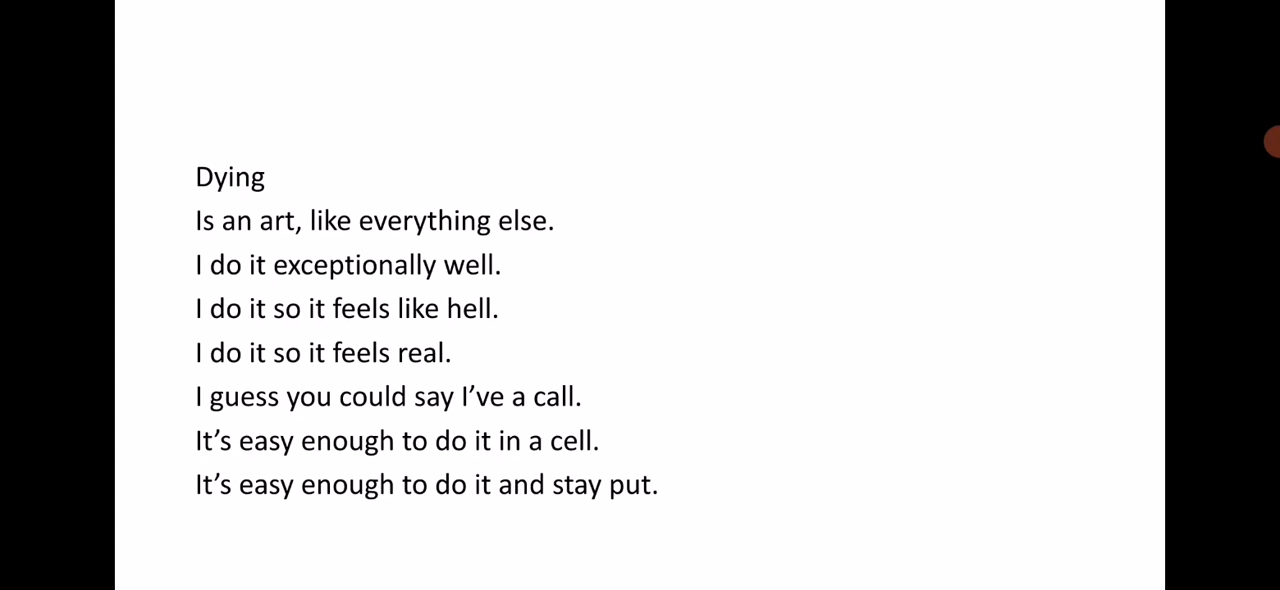 Dying
Is an art, like everything else.
I do it exceptionally well.
I do it so it feels like hell.
I do it so it feels real.
I guess you could say I’ve a call.
It’s easy enough to do it in a cell.
It’s easy enough to do it and stay put.